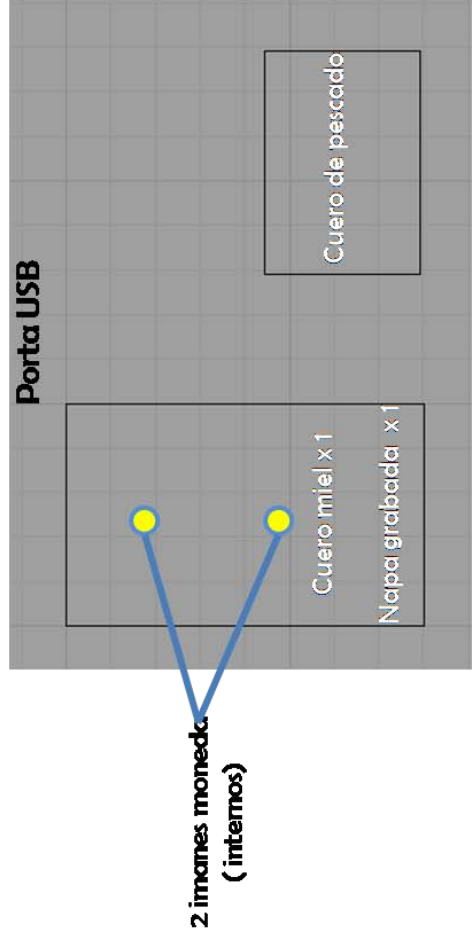 Porta USB
2 imanes moneda.
( internos)
Cuero miel x 1
Napa grabada x 1
Cuero de pescado